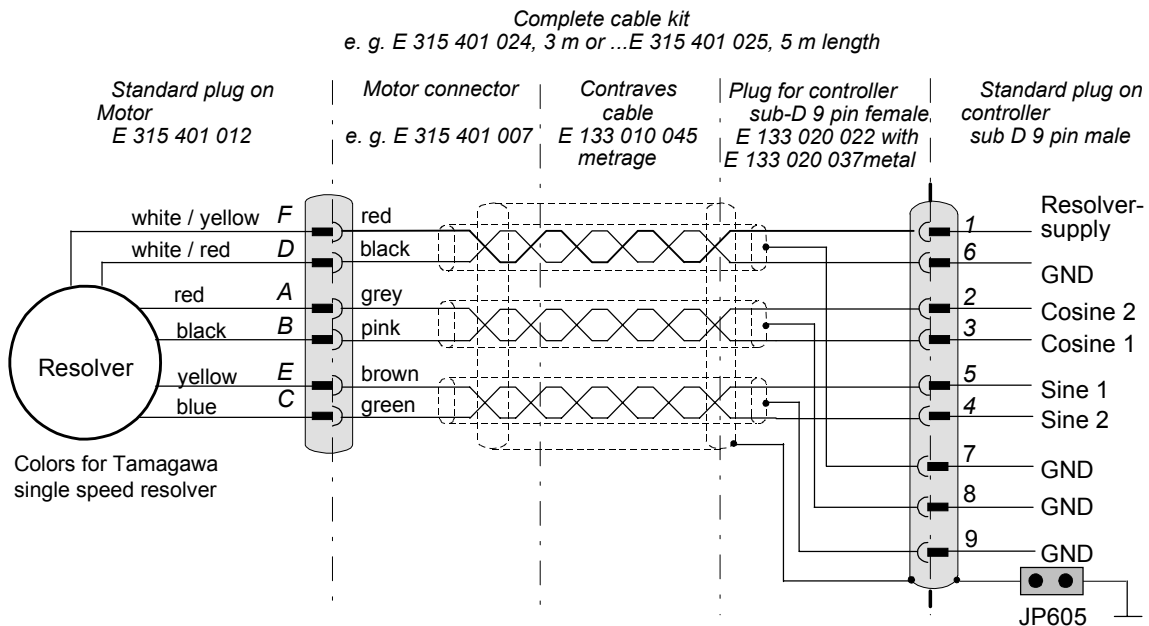 Complete cable kit
e. g. E 315 401 024, 3 m or ...E 315 401 025, 5 m length
Standard plug on
Motor
E 315 401 012
Motor connector
e. g. E 315 401 007
Contraves
cable
E 133 010 045
metrage
Plug for controller
sub-D 9 pin female
E 133 020 022 with
E 133 020 037metal
Standard plug on
controller
sub D 9 pin male
white / yellow F red
white / red D black
red A grey
black B pink
yellow E brown
blue C green
Resolver
Colors for Tamagawa
single speed resolver
1 Resolver-
supply
6 GND
2 Cosine 2
3 Cosine 1
5 Sine 1
4 Sine 2
7 GND
8 GND
9 GND
JP605